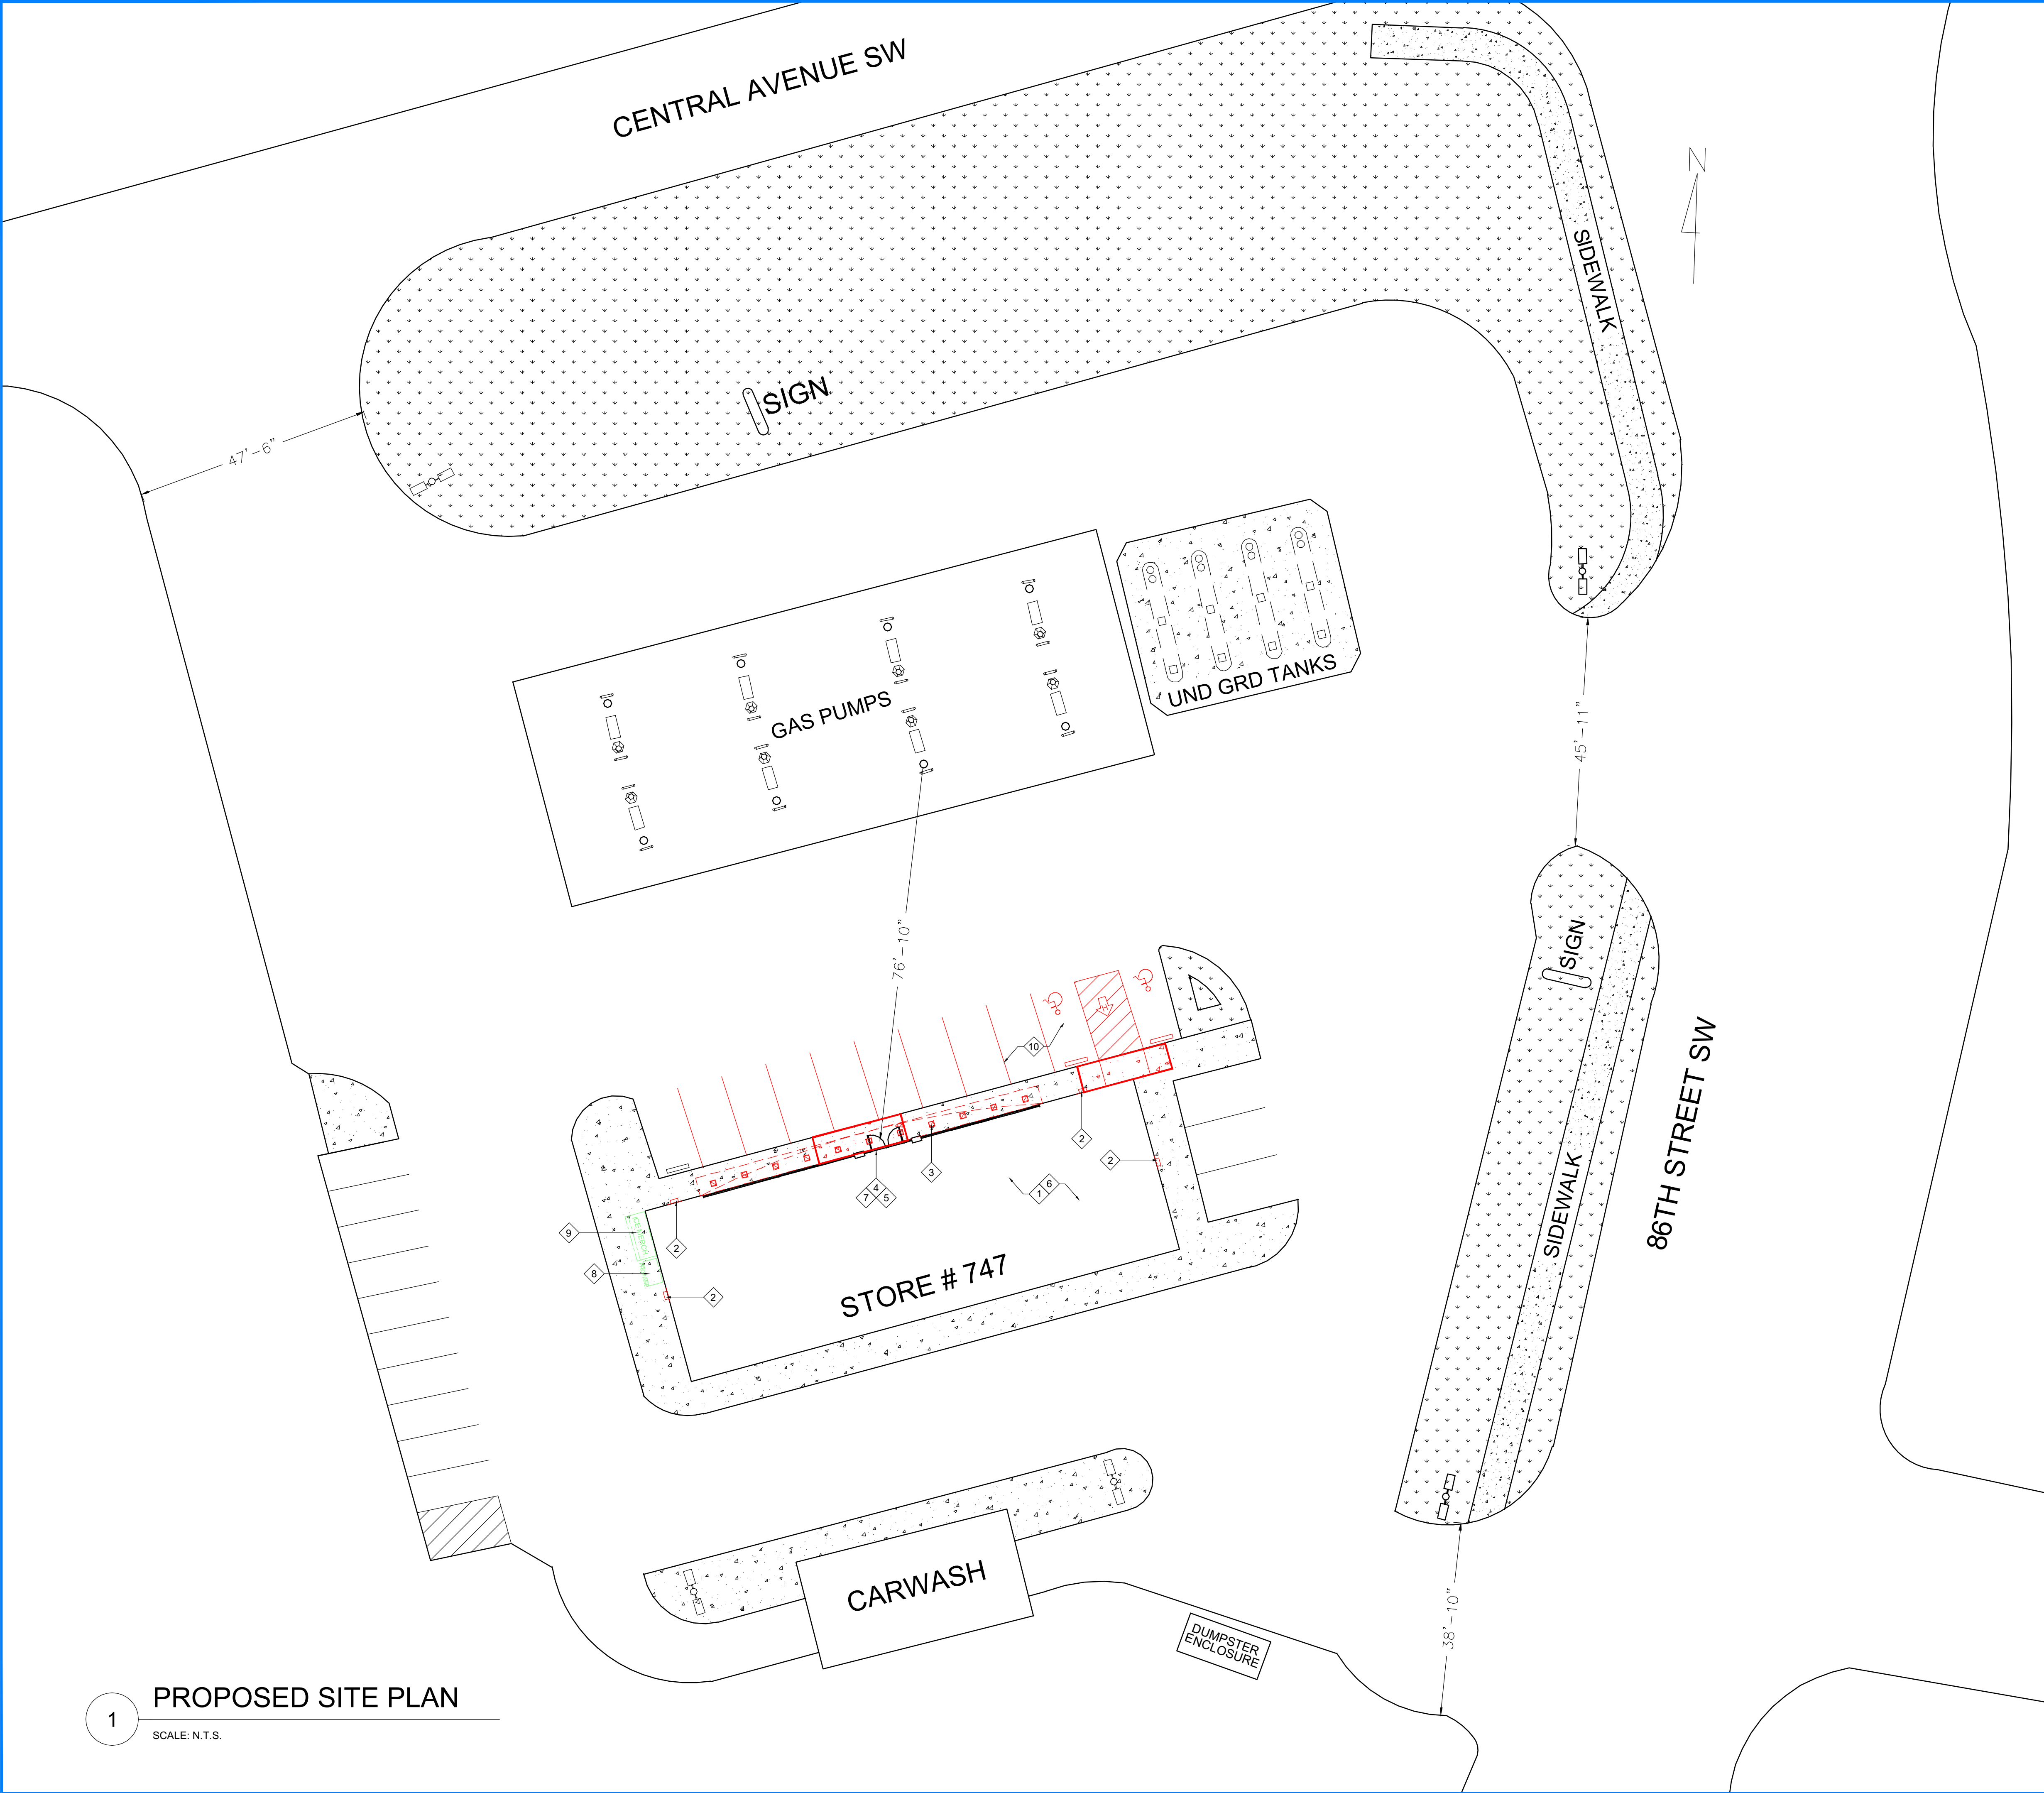 CENTRAL AVENUE SW
N
SIDEWALK
SIGN
47'-6"
UND GRD TANKS
GAS PUMPS
45'-11"
76'-10"
SIGN
10
2
2
3
4
7
5
6
1
9
2
8
2
STORE # 747
SIDEWALK
86TH STREET SW
CARWASH
38'-10"
DUMPSTER
ENCLOSURE
1
PROPOSED SITE PLAN
SCALE: N.T.S.